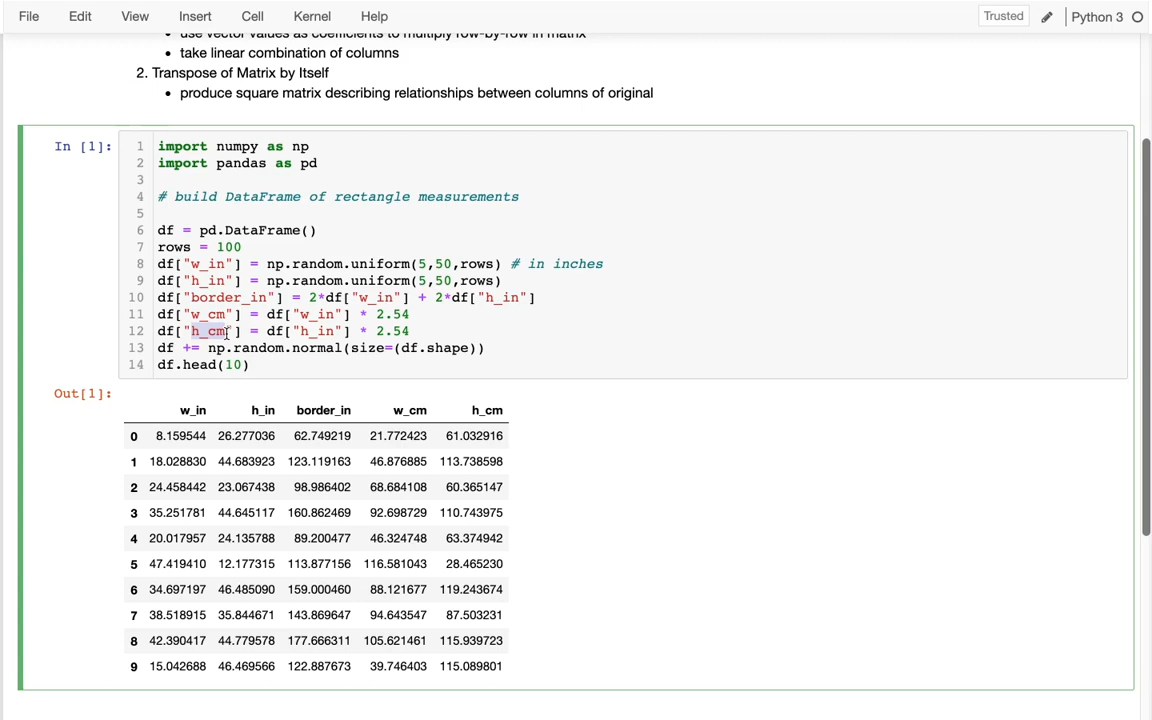 File Edit View Insert Cell Kernel Help Trusted Python 3
• use vector values as coefficients to multiply row-by-row in matrix
• take linear combination of columns
2. Transpose of Matrix by Itself
• produce square matrix describing relationships between columns of original
In [1]:
1 import numpy as np
2 import pandas as pd
3
4 # build DataFrame of rectangle measurements
5
6 df = pd.DataFrame()
7 rows = 100
8 df["w_in"] = np.random.uniform(5,50,rows) # in inches
9 df["h_in"] = np.random.uniform(5,50,rows)
10 df["border_in"] = 2*df["w_in"] + 2*df["h_in"]
11 df["w_cm"] = df["w_in"] * 2.54
12 df["h_cm"] = df["h_in"] * 2.54
13 df += np.random.normal(size=(df.shape))
14 df.head(10)
Out[1]:
w_in h_in border_in w_cm h_cm
0 8.159544 26.277036 62.749219 21.772423 61.032916
1 18.028830 44.683923 123.119163 46.876885 113.738598
2 24.458442 23.067438 98.986402 68.684108 60.365147
3 35.251781 44.645117 160.862469 92.698729 110.743975
4 20.017957 24.135788 89.200477 46.324748 63.374942
5 47.419410 12.177315 113.877156 116.581043 28.465230
6 34.697197 46.485090 159.000460 88.121677 119.243674
7 38.518915 35.844671 143.869647 94.643547 87.503231
8 42.390417 44.779578 177.666311 105.621461 115.939723
9 15.042688 46.469566 122.887673 39.746403 115.089801